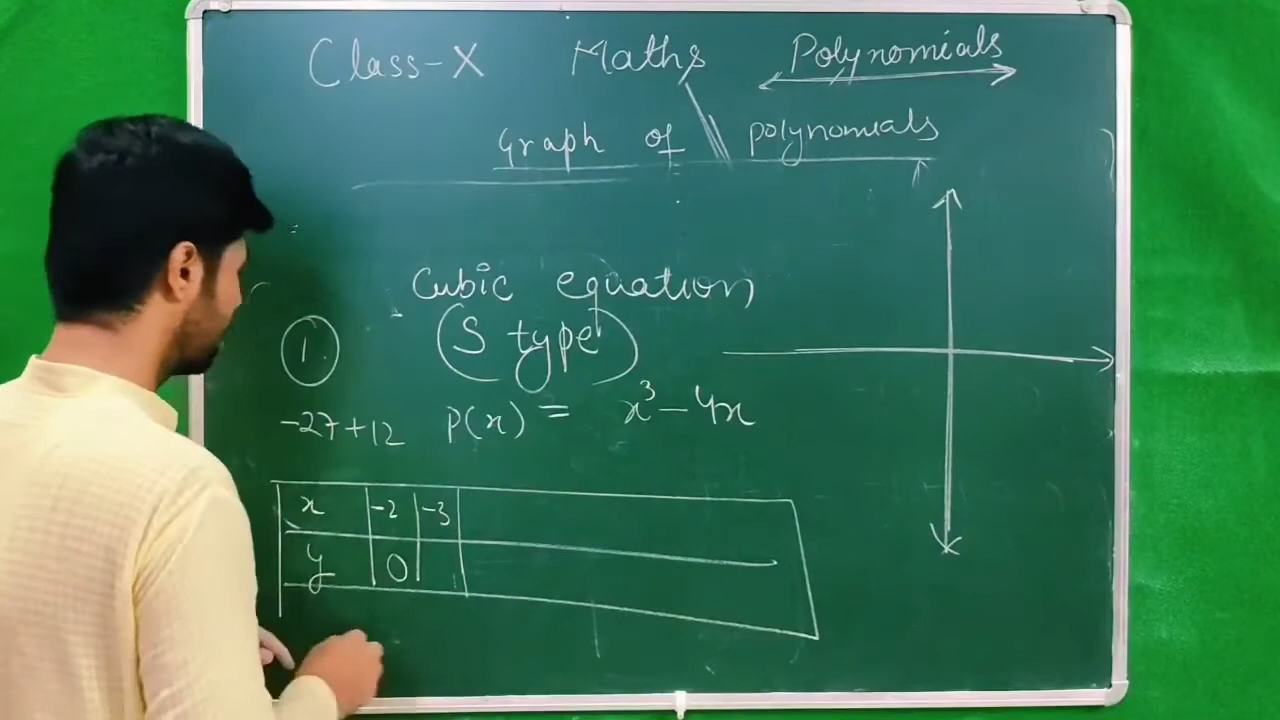 Class-X Maths Polynomials
Graph of polynomials
Cubic equation
1. (S type)
-27+12 p(x) = x³-4x
x -2 -3
y 0